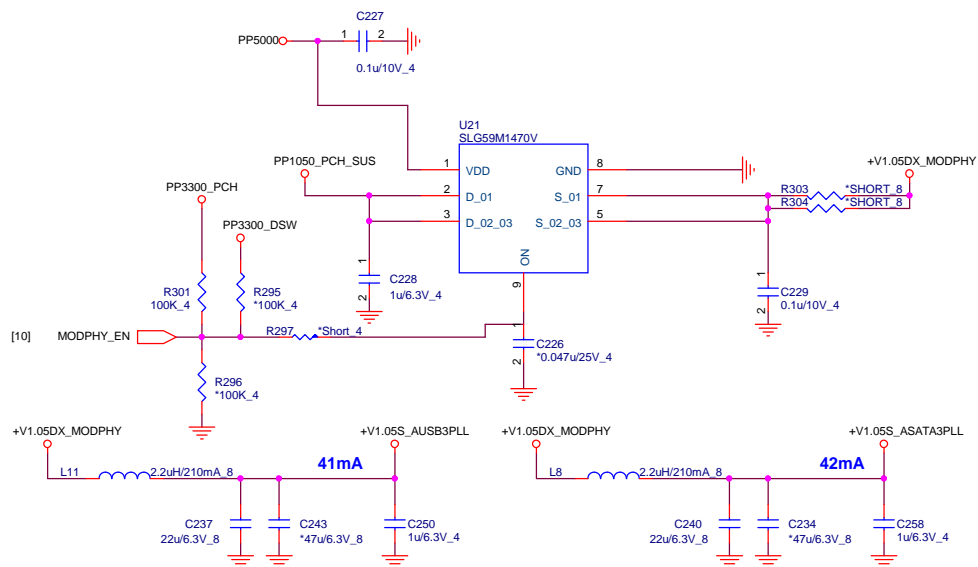 C227
PP5000
1
2
0.1u/10V_4
U21
SLG59M1470V
PP1050_PCH_SUS
+V1.05DX_MODPHY
1
VDD
GND
8
PP3300_PCH
2
D_01
S_01
7
R303
*SHORT_8
R304
*SHORT_8
PP3300_DSW
3
D_02_03
S_02_03
5
ON
9
1
C228
1u/6.3V_4
2
1
C229
0.1u/10V_4
2
R301
100K_4
R295
*100K_4
[10]
MODPHY_EN
R297
*Short_4
1
C226
*0.047u/25V_4
2
R296
*100K_4
+V1.05DX_MODPHY
+V1.05S_AUSB3PLL
41mA
L11
2.2uH/210mA_8
C237
22u/6.3V_8
C243
*47u/6.3V_8
C250
1u/6.3V_4
+V1.05DX_MODPHY
+V1.05S_ASATA3PLL
42mA
L8
2.2uH/210mA_8
C240
22u/6.3V_8
C234
*47u/6.3V_8
C258
1u/6.3V_4